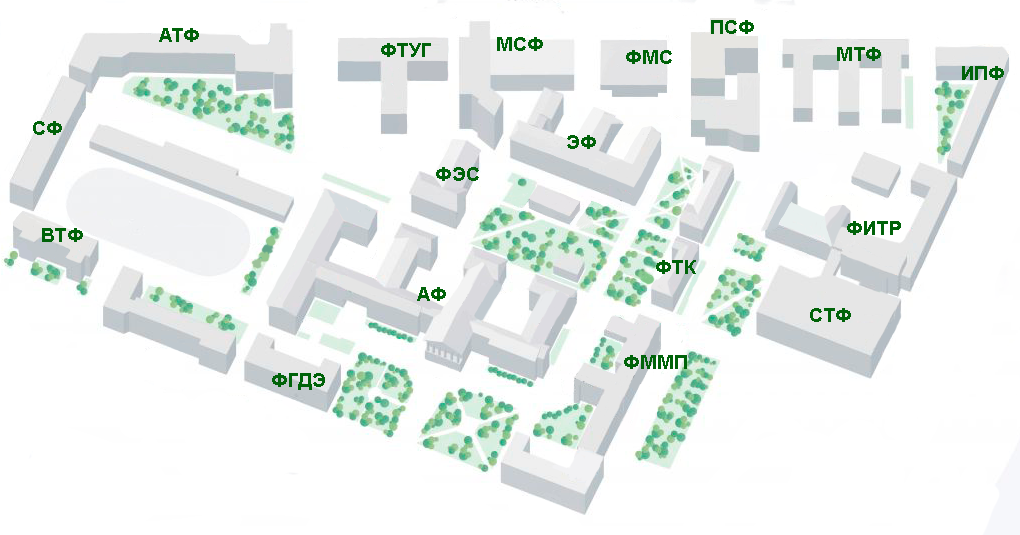 АТФ
ФТУГ
МСФ
ФМС
ПСФ
МТФ
ИПФ
СФ
ЭФ
ФЭС
ВТФ
ФИТР
ФТК
АФ
СТФ
ФММП
ФГДЭ